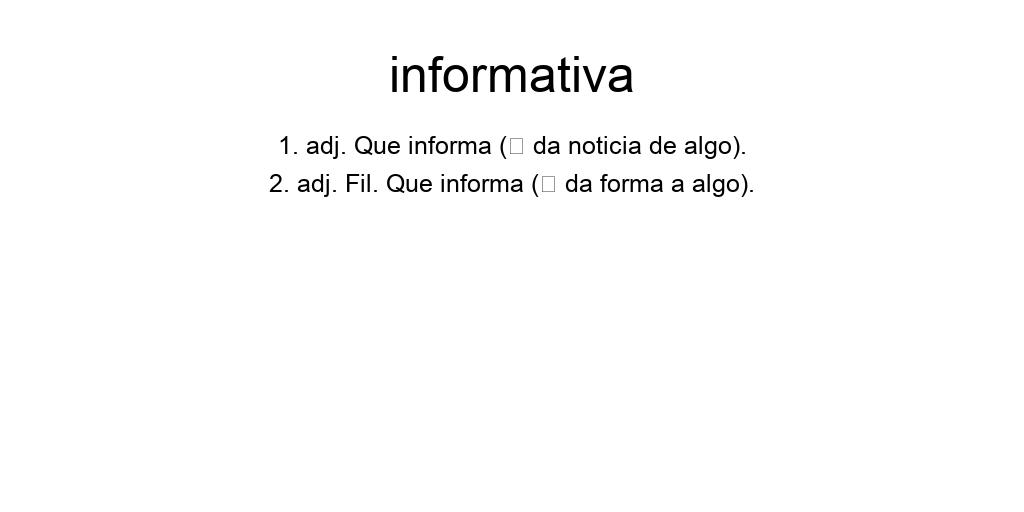 informativa
1. adj. Que informa (□ da noticia de algo).
2. adj. Fil. Que informa (□ da forma a algo).